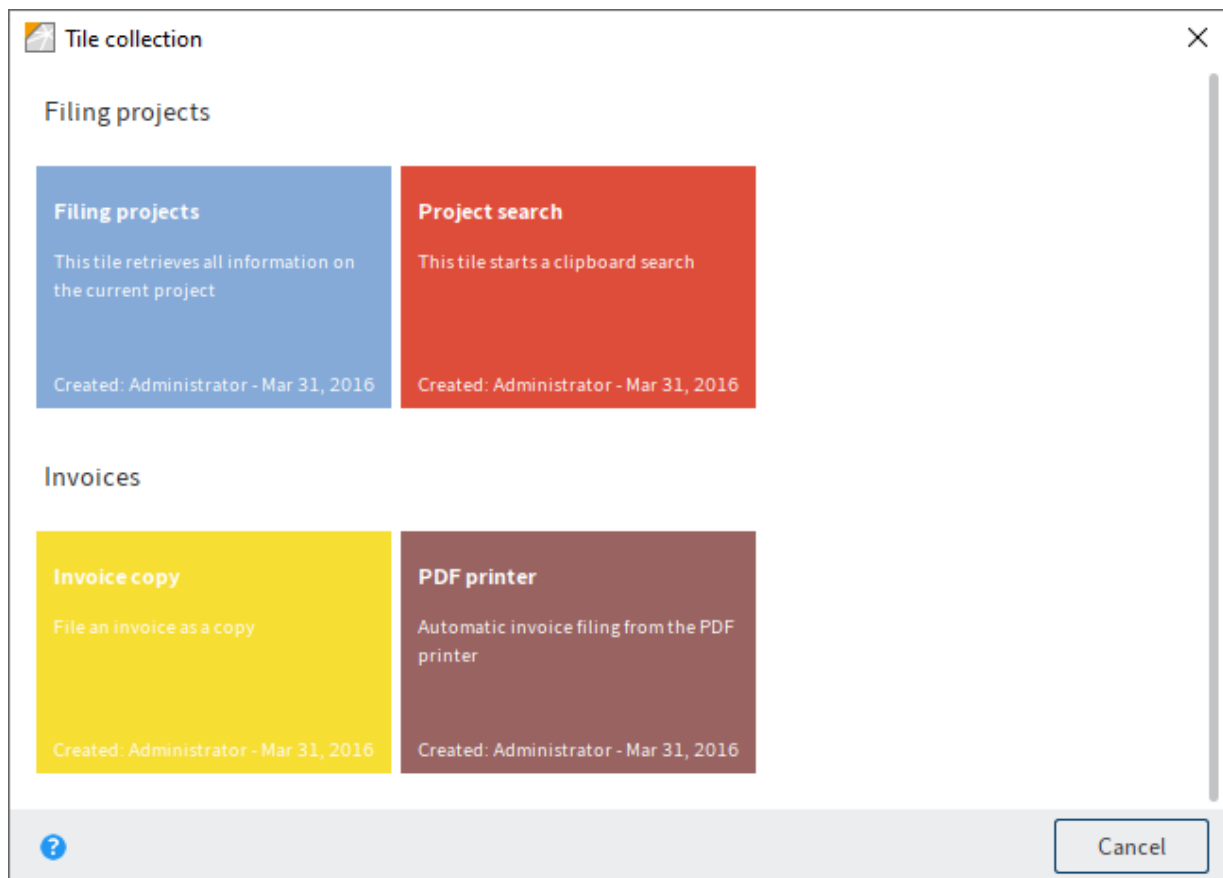 Tile collection
Filing projects
Filing projects
This tile retrieves all information on
the current project
Created: Administrator - Mar 31, 2016
Project search
This tile starts a clipboard search
Created: Administrator - Mar 31, 2016
Invoices
Invoice copy
File an invoice as a copy
Created: Administrator - Mar 31, 2016
PDF printer
Automatic invoice filing from the PDF
printer
Created: Administrator - Mar 31, 2016
?
Cancel